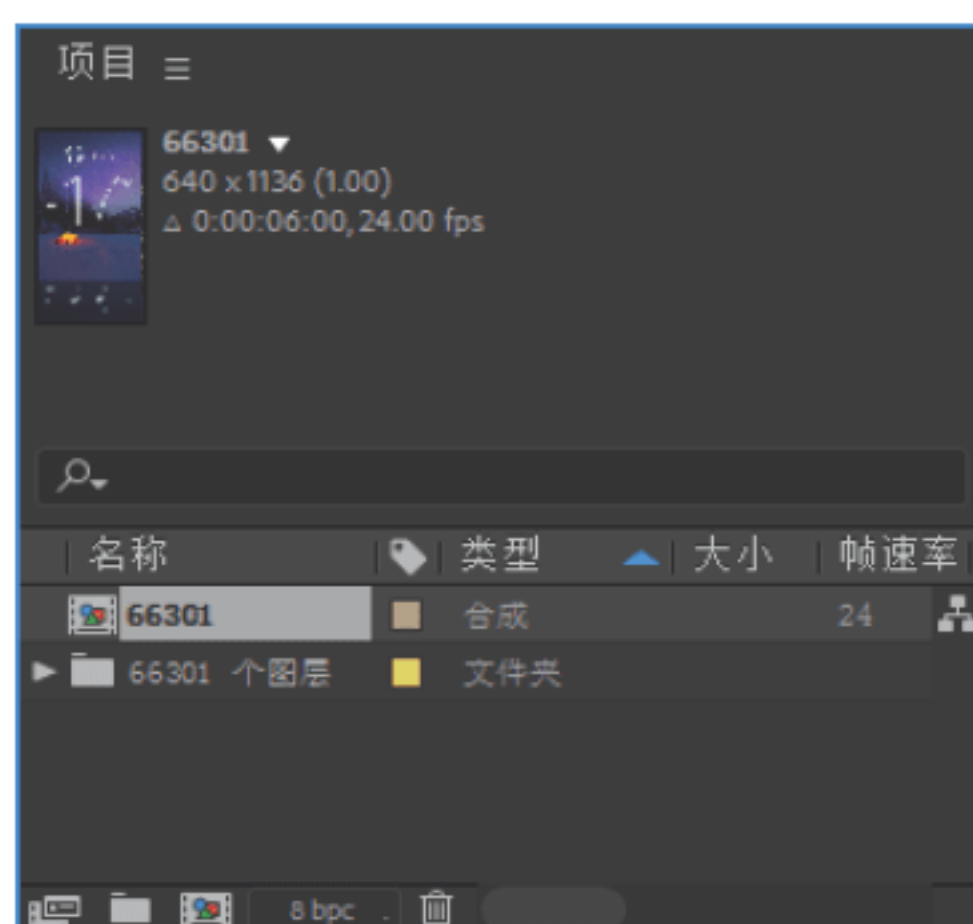 项目
66301
640 x 1136 (1.00)
△ 0:00:06:00, 24.00 fps
名称 类型 大小 帧速率
66301 合成 24
66301 个图层 文件夹
8 bpc